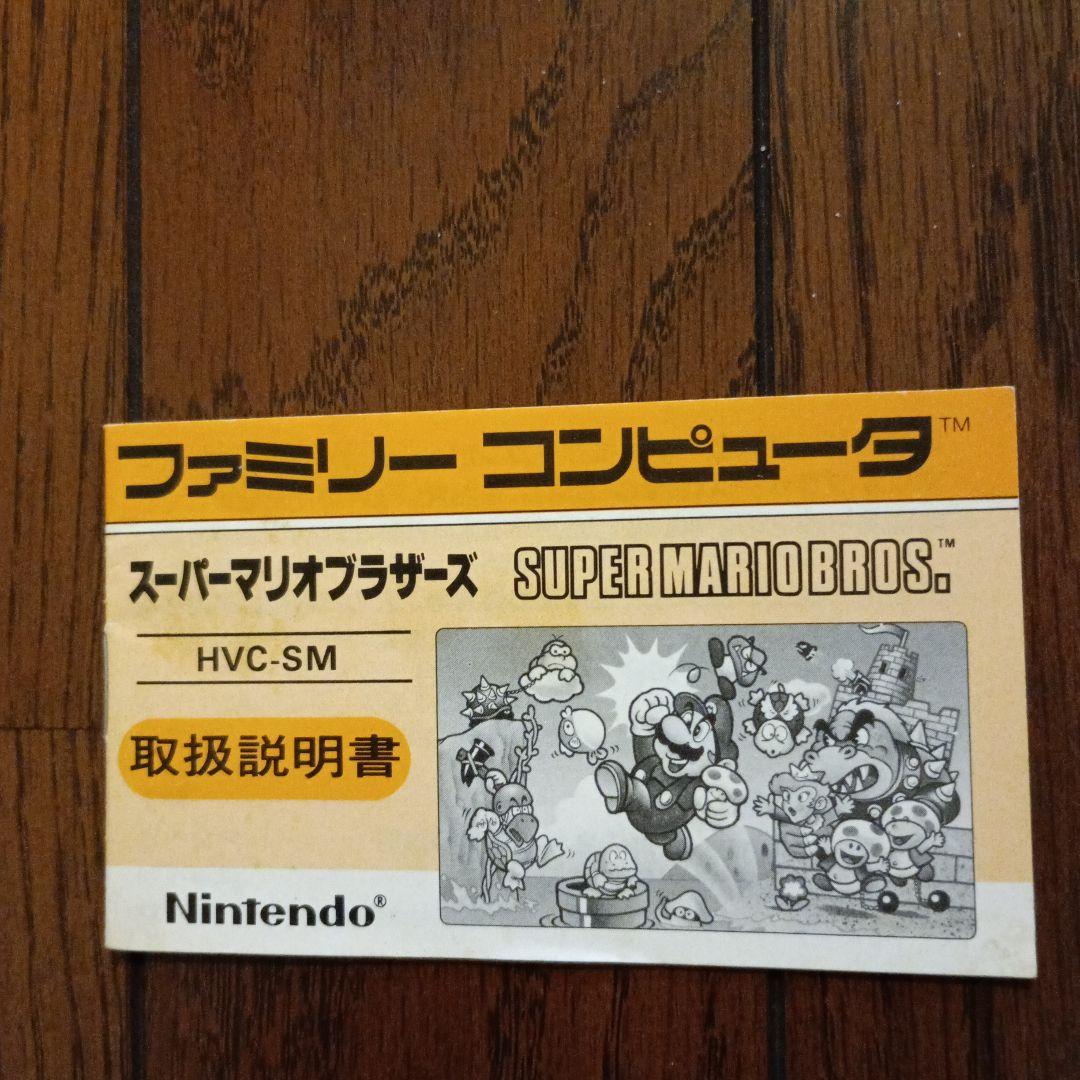 ファミリー コンピュータ™
スーパーマリオブラザーズ SUPER MARIO BROS.™
HVC-SM
取扱説明書
Nintendo®